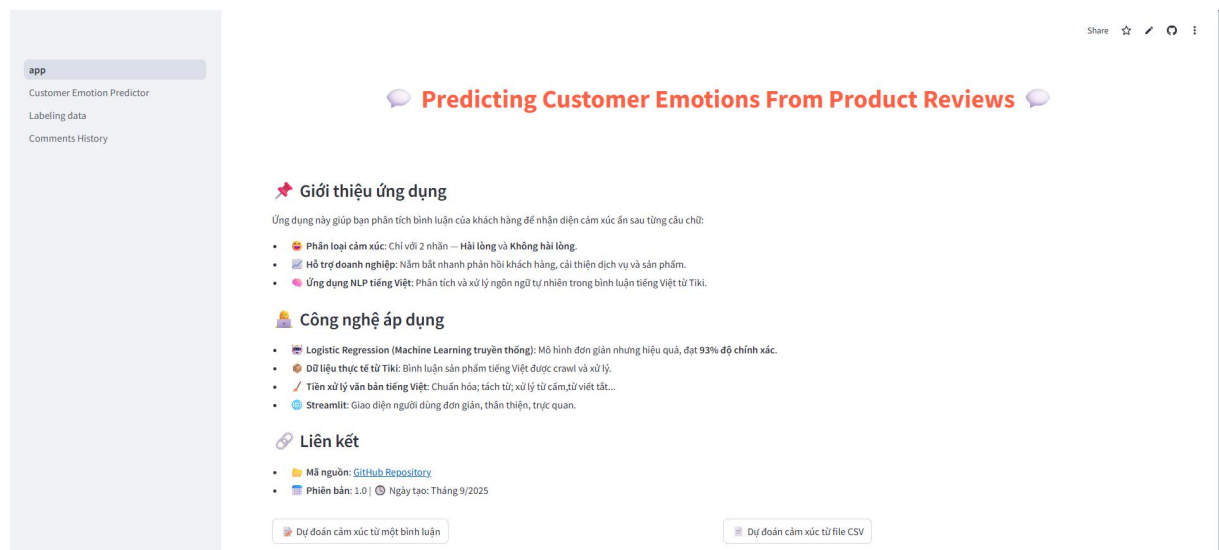 Share
app
Customer Emotion Predictor
Labeling data
Comments History
Predicting Customer Emotions From Product Reviews
Giới thiệu ứng dụng
Ứng dụng này giúp bạn phân tích bình luận của khách hàng để nhận diện cảm xúc ẩn sau từng câu chữ:
Phân loại cảm xúc: Chỉ với 2 nhãn — Hài lòng và Không hài lòng.
Hỗ trợ doanh nghiệp: Nắm bắt nhanh phản hồi khách hàng, cải thiện dịch vụ và sản phẩm.
Ứng dụng NLP tiếng Việt: Phân tích và xử lý ngôn ngữ tự nhiên trong bình luận tiếng Việt từ Tiki.
Công nghệ áp dụng
Logistic Regression (Machine Learning truyền thống): Mô hình đơn giản nhưng hiệu quả, đạt 93% độ chính xác.
Dữ liệu thực tế từ Tiki: Bình luận sản phẩm tiếng Việt được crawl và xử lý.
Tiền xử lý văn bản tiếng Việt: Chuẩn hóa; tách từ; xử lý từ cấm,từ viết tắt...
Streamlit: Giao diện người dùng đơn giản, thân thiện, trực quan.
Liên kết
Mã nguồn: GitHub Repository
Phiên bản: 1.0 | Ngày tạo: Tháng 9/2025
Dự đoán cảm xúc từ một bình luận
Dự đoán cảm xúc từ file CSV